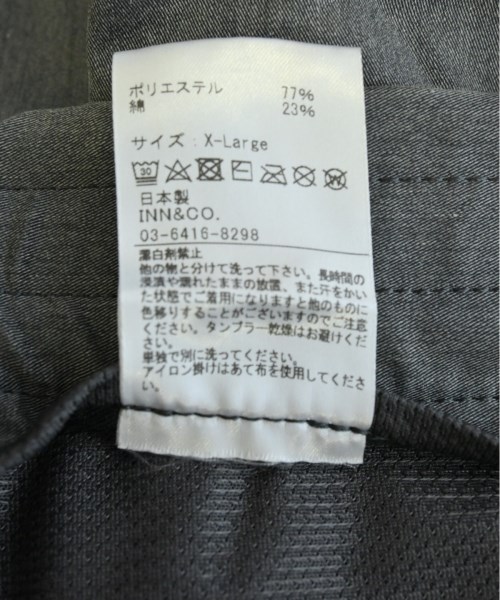 ポリエステル 77%
綿 23%
サイズ：X-Large
30
日本製
INN&CO.
03-6416-8298
漂白剤禁止
他の物と分けて洗って下さい。長時間の
浸漬や濡れたままの放置、また汗をかい
た状態でご着用になりますと他のものに
色移りすることがございますのでご注意
ください。タンブラー乾燥はお避けくだ
さい。
単独で別に洗ってください。
アイロン掛けはあて布を使用してくださ
い。